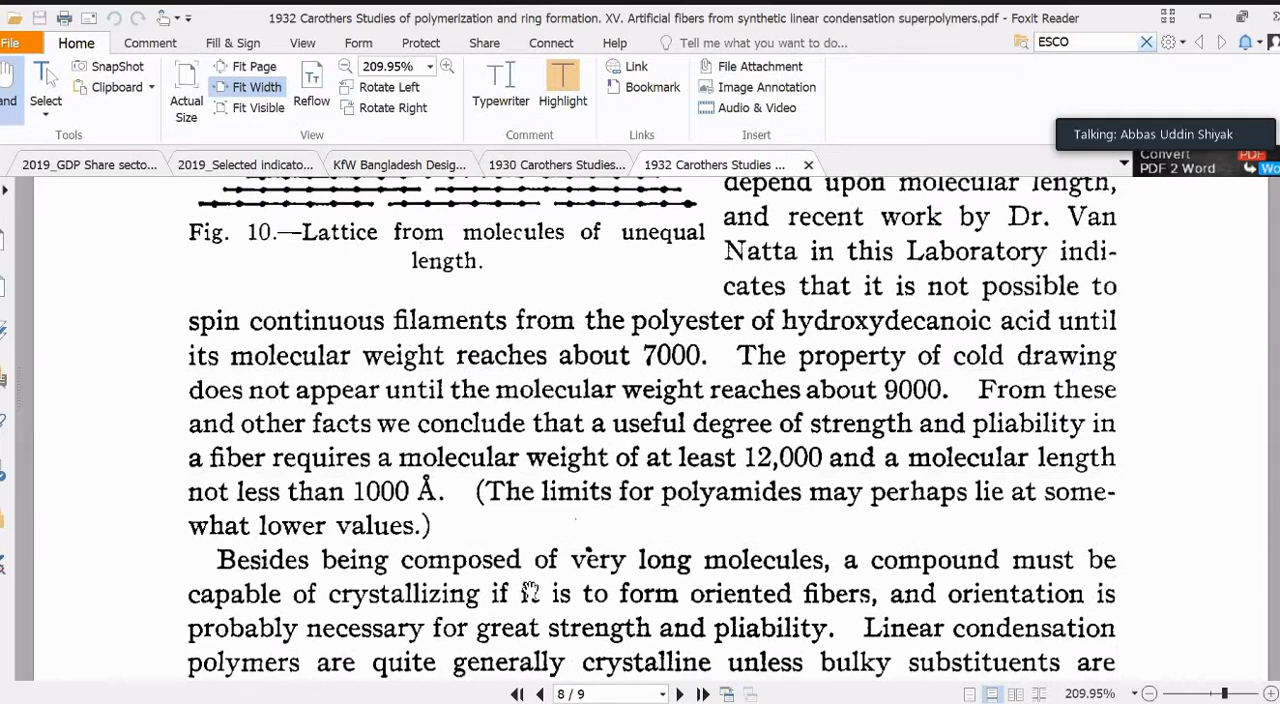 1932 Carothers Studies of polymerization and ring formation. XV. Artificial fibers from synthetic linear condensation superpolymers.pdf - Foxit Reader
File Home Comment Fill & Sign View Form Protect Share Connect Help Tell me what you want to do... ESCO
SnapShot Fit Page 209.95% Link File Attachment
Select Clipboard Actual Size Fit Width Reflow Rotate Left Typewriter Highlight Bookmark Image Annotation
Fit Visible Rotate Right Audio & Video
Tools View Comment Links Insert
Talking: Abbas Uddin Shiyak
2019_GDP Share secto... 2019_Selected indicato... KfW Bangladesh Desig... 1930 Carothers Studies... 1932 Carothers Studies ...
Convert PDF
PDF 2 Word
depend upon molecular length,
Fig. 10.—Lattice from molecules of unequal
length.
and recent work by Dr. Van
Natta in this Laboratory indi-
cates that it is not possible to
spin continuous filaments from the polyester of hydroxydecanoic acid until
its molecular weight reaches about 7000. The property of cold drawing
does not appear until the molecular weight reaches about 9000. From these
and other facts we conclude that a useful degree of strength and pliability in
a fiber requires a molecular weight of at least 12,000 and a molecular length
not less than 1000 Å. (The limits for polyamides may perhaps lie at some-
what lower values.)
Besides being composed of very long molecules, a compound must be
capable of crystallizing if is to form oriented fibers, and orientation is
probably necessary for great strength and pliability. Linear condensation
polymers are quite generally crystalline unless bulky substituents are
8 / 9 209.95%